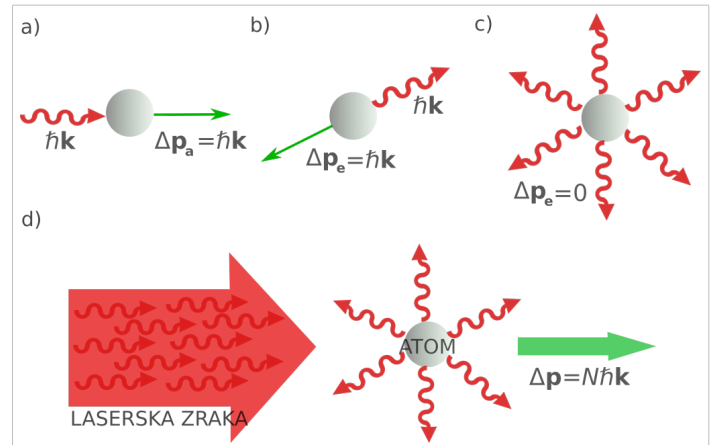 a)
ħk
Δpₐ=ħk
b)
ħk
Δpₑ=ħk
c)
Δpₑ=0
d)
LASERSKA ZRAKA
ATOM
Δp=Nħk